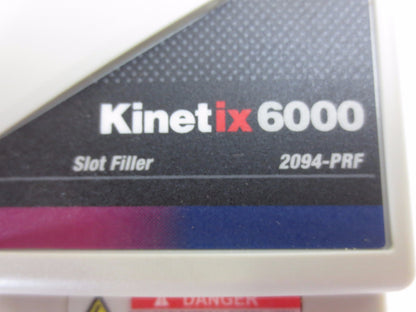 Kinetix 6000
Slot Filler 2094-PRF
DANGER